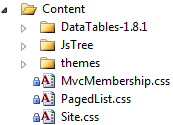 Content
DataTables-1.8.1
JsTree
themes
MvcMembership.css
PagedList.css
Site.css